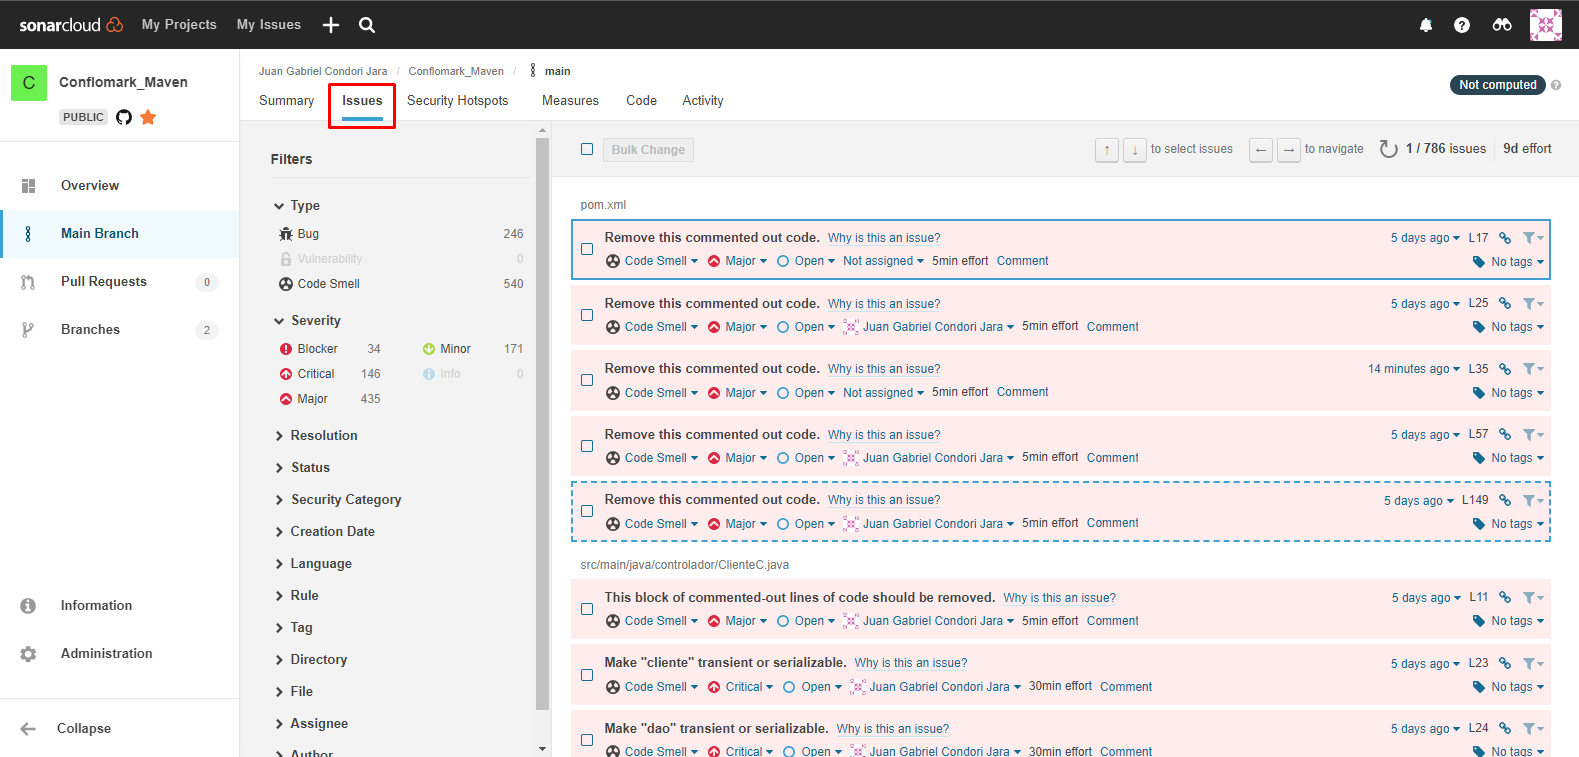 sonarcloud My Projects My Issues
C Conflomark_Maven
PUBLIC
Overview
Main Branch
Pull Requests 0
Branches 2
Information
Administration
Collapse
Juan Gabriel Condori Jara / Conflomark_Maven / main
Summary Issues Security Hotspots Measures Code Activity
Not computed
Filters
Type
Bug 246
Vulnerability 0
Code Smell 540
Severity
Blocker 34 Minor 171
Critical 146 Info 0
Major 435
Resolution
Status
Security Category
Creation Date
Language
Rule
Tag
Directory
File
Assignee
Author
Bulk Change ↑ ↓ to select issues ← → to navigate 1 / 786 issues 9d effort
pom.xml
Remove this commented out code. Why is this an issue? 5 days ago L17
Code Smell Major Open Not assigned 5min effort Comment No tags
Remove this commented out code. Why is this an issue? 5 days ago L25
Code Smell Major Open Juan Gabriel Condori Jara 5min effort Comment No tags
Remove this commented out code. Why is this an issue? 14 minutes ago L35
Code Smell Major Open Not assigned 5min effort Comment No tags
Remove this commented out code. Why is this an issue? 5 days ago L57
Code Smell Major Open Juan Gabriel Condori Jara 5min effort Comment No tags
Remove this commented out code. Why is this an issue? 5 days ago L149
Code Smell Major Open Juan Gabriel Condori Jara 5min effort Comment No tags
src/main/java/controlador/ClienteC.java
This block of commented-out lines of code should be removed. Why is this an issue? 5 days ago L11
Code Smell Major Open Juan Gabriel Condori Jara 5min effort Comment No tags
Make "cliente" transient or serializable. Why is this an issue? 5 days ago L23
Code Smell Critical Open Juan Gabriel Condori Jara 30min effort Comment No tags
Make "dao" transient or serializable. Why is this an issue? 5 days ago L24
Code Smell Critical Open Juan Gabriel Condori Jara 30min effort Comment No tags